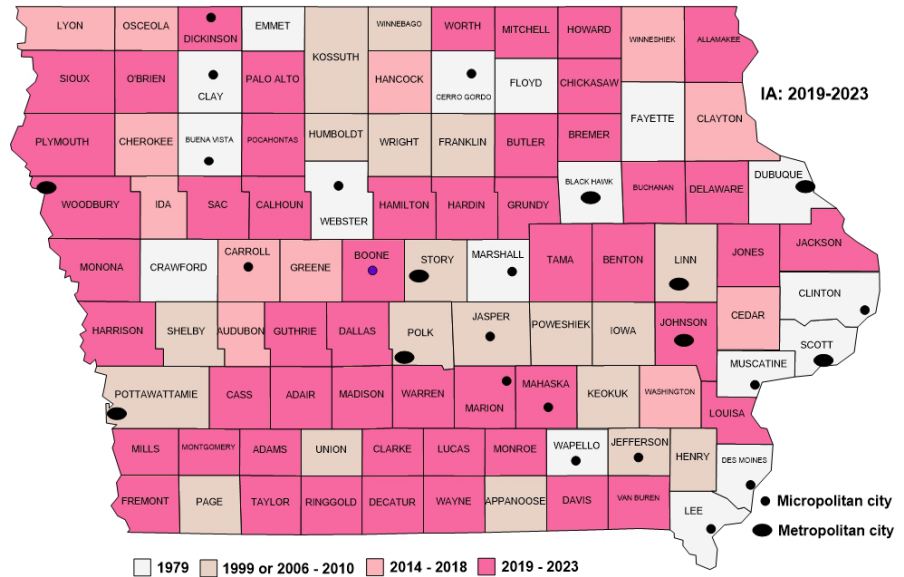 LYON OSCEOLA DICKINSON EMMET WINNEBAGO WORTH MITCHELL HOWARD WINNESHIEK ALLAMAKEE
KOSSUTH
SIOUX O'BRIEN CLAY PALO ALTO HANCOCK CERRO GORDO FLOYD CHICKASAW
IA: 2019-2023
PLYMOUTH CHEROKEE BUENA VISTA POCAHONTAS HUMBOLDT WRIGHT FRANKLIN BUTLER BREMER FAYETTE CLAYTON
WOODBURY IDA SAC CALHOUN WEBSTER HAMILTON HARDIN GRUNDY BLACK HAWK BUCHANAN DELAWARE DUBUQUE
MONONA CRAWFORD CARROLL GREENE BOONE STORY MARSHALL TAMA BENTON LINN JONES JACKSON
CLINTON
HARRISON SHELBY AUDUBON GUTHRIE DALLAS POLK JASPER POWESHIEK IOWA JOHNSON CEDAR SCOTT
MUSCATINE
POTTAWATTAMIE CASS ADAIR MADISON WARREN MARION MAHASKA KEOKUK WASHINGTON LOUISA
MILLS MONTGOMERY ADAMS UNION CLARKE LUCAS MONROE WAPELLO JEFFERSON HENRY DES MOINES
FREMONT PAGE TAYLOR RINGGOLD DECATUR WAYNE APPANOOSE DAVIS VAN BUREN LEE
Micropolitan city
Metropolitan city
1979 1999 or 2006 - 2010 2014 - 2018 2019 - 2023